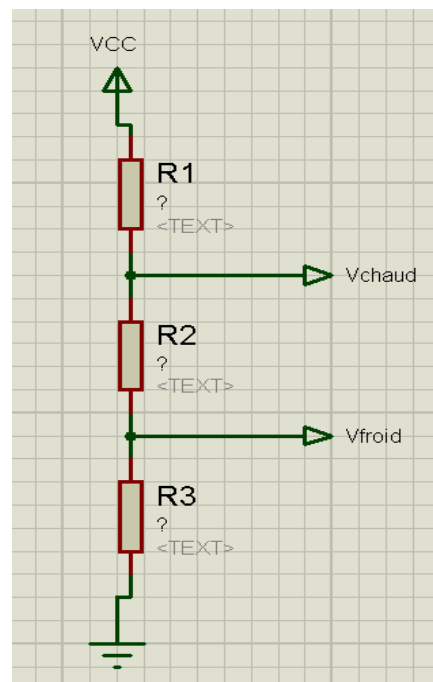 VCC
R1
?
<TEXT>
Vchaud
R2
?
<TEXT>
Vfroid
R3
?
<TEXT>